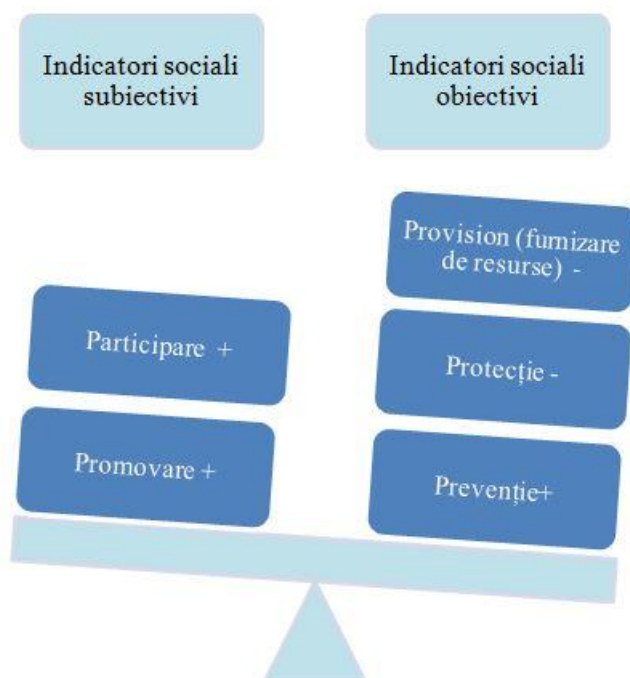 Indicatori sociali
subiectivi
Indicatori sociali
obiectivi
Participare +
Promovare +
Provision (furnizare
de resurse) -
Protecție -
Prevenție+